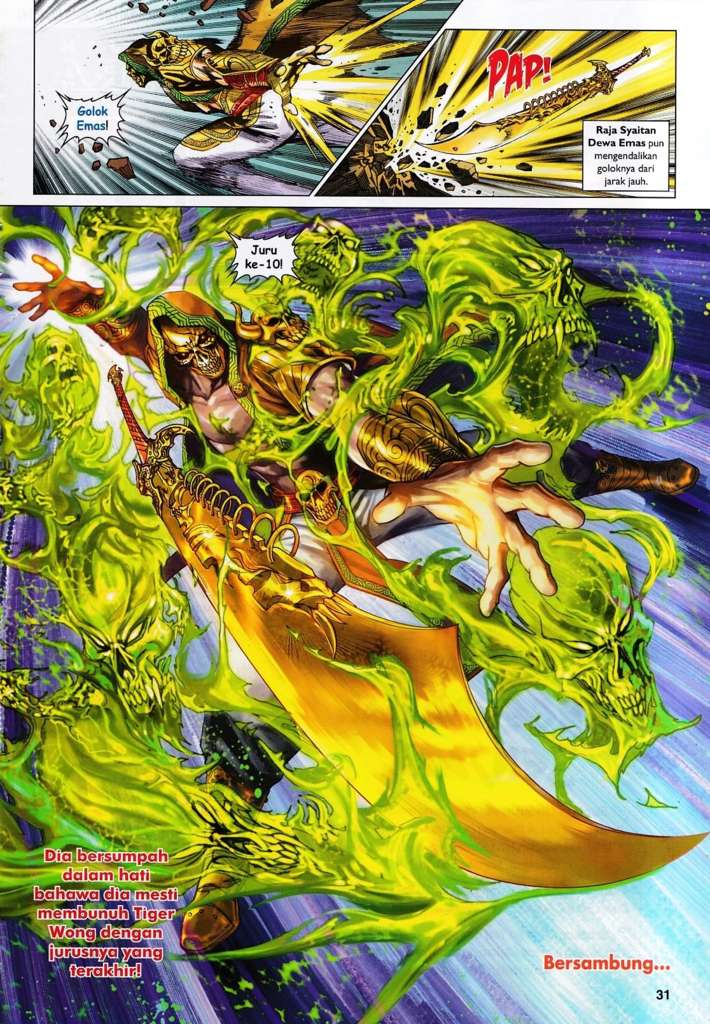 Golok
Emas!
PAP!
Raja Syaitan
Dewa Emas pun
mengendalikan
goloknya dari
jarak jauh.
Juru
ke-10!
Dia bersumpah
dalam hati
bahawa dia mesti
membunuh Tiger
Wong dengan
jurusnya yang
terakhir!
Bersambung...
31